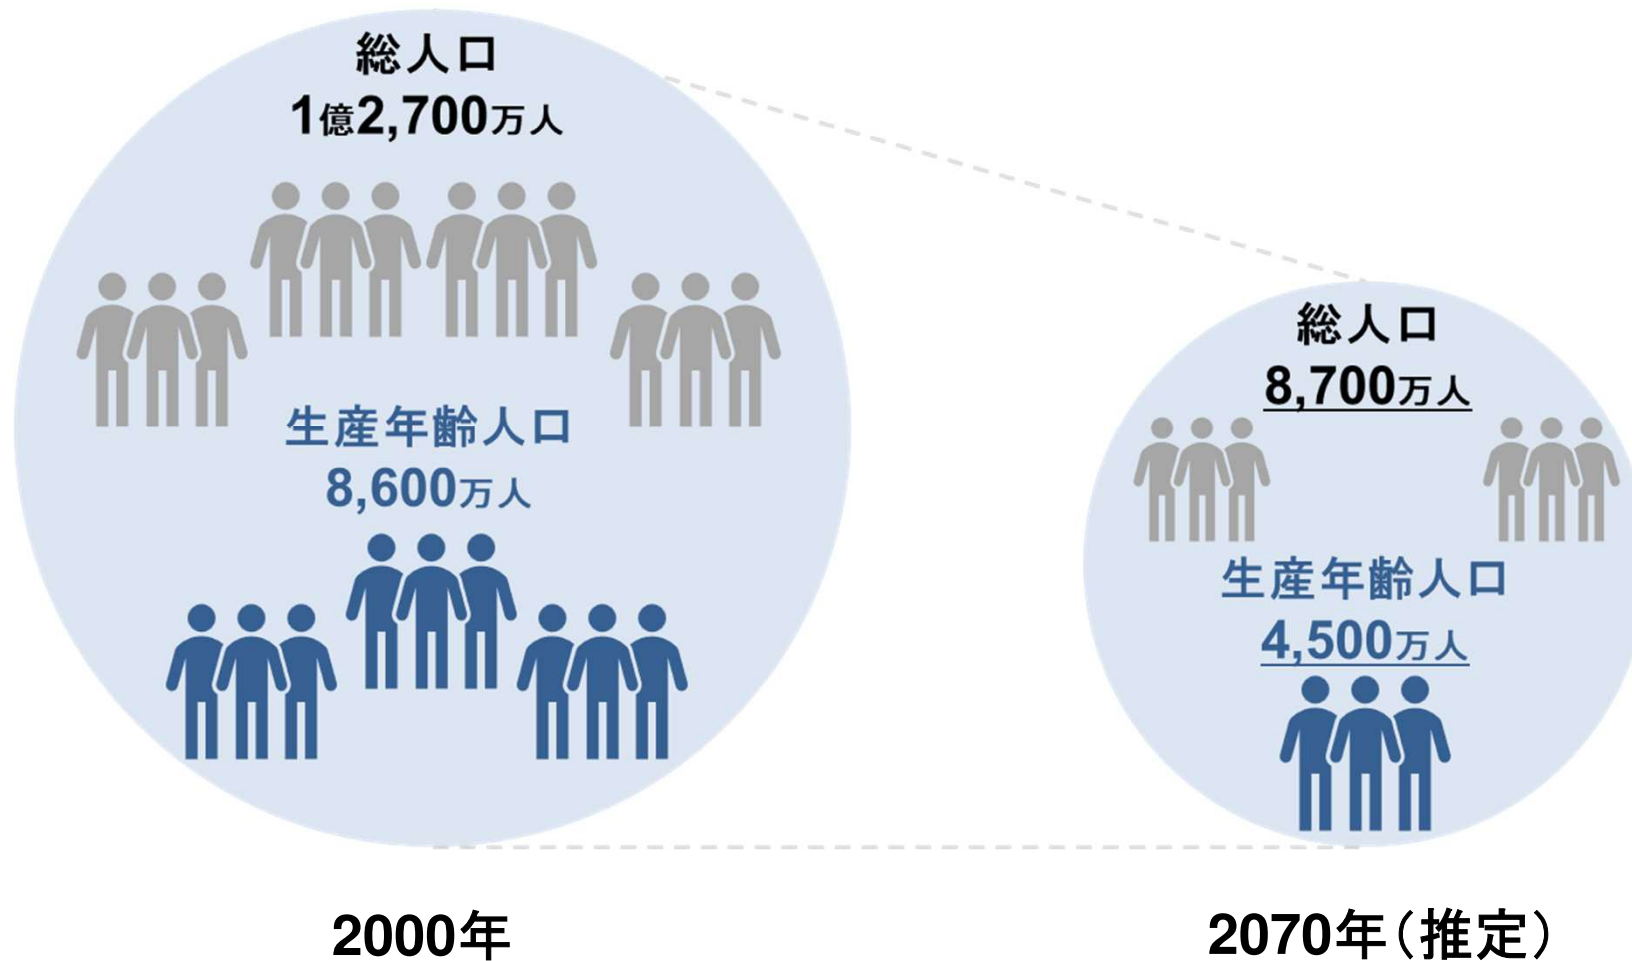 総人口
1億2,700万人
生産年齢人口
8,600万人
2000年
総人口
8,700万人
生産年齢人口
4,500万人
2070年（推定）